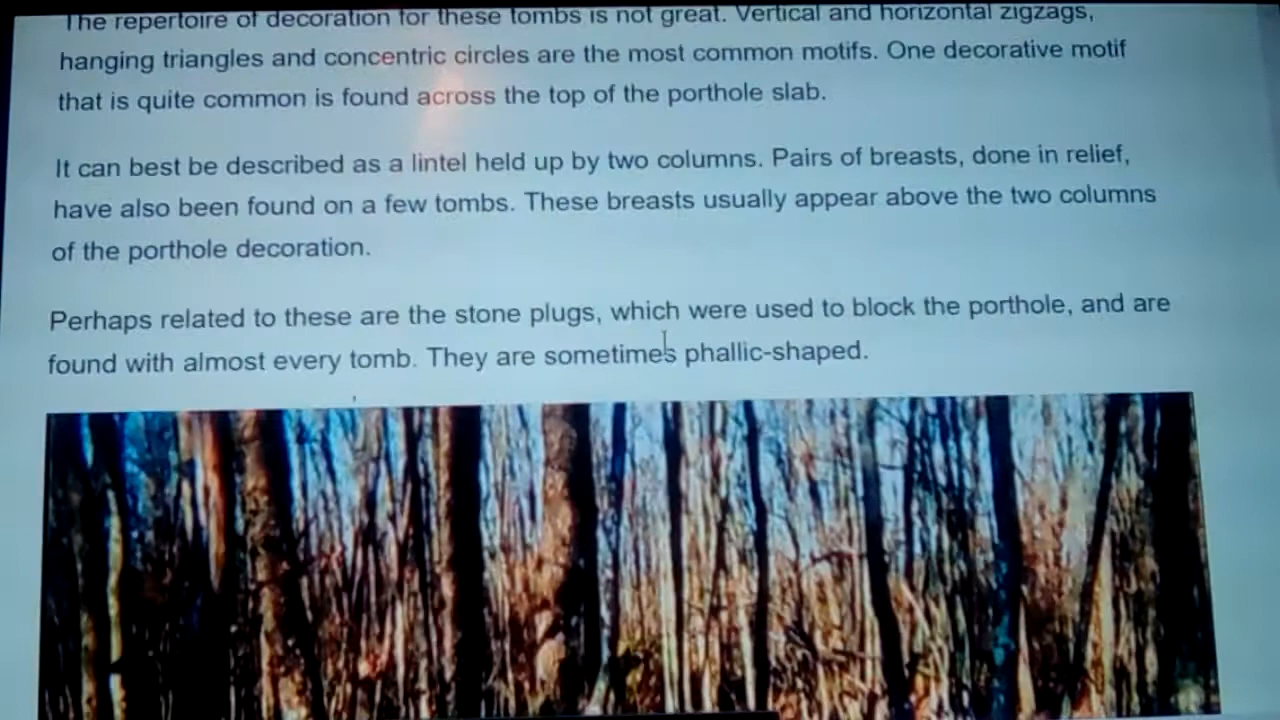 The repertoire of decoration for these tombs is not great. Vertical and horizontal zigzags,
hanging triangles and concentric circles are the most common motifs. One decorative motif
that is quite common is found across the top of the porthole slab.
It can best be described as a lintel held up by two columns. Pairs of breasts, done in relief,
have also been found on a few tombs. These breasts usually appear above the two columns
of the porthole decoration.
Perhaps related to these are the stone plugs, which were used to block the porthole, and are
found with almost every tomb. They are sometimes phallic-shaped.